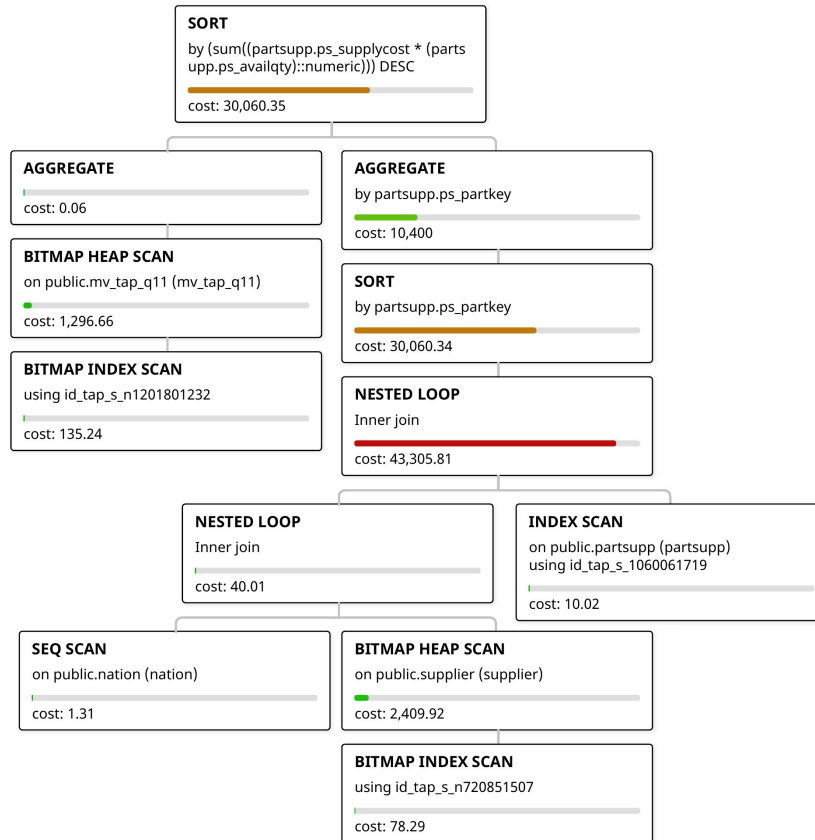 SORT
by (sum((partsupp.ps_supplycost * (parts
upp.ps_availqty)::numeric))) DESC
cost: 30,060.35
AGGREGATE
cost: 0.06
BITMAP HEAP SCAN
on public.mv_tap_q11 (mv_tap_q11)
cost: 1,296.66
BITMAP INDEX SCAN
using id_tap_s_n1201801232
cost: 135.24
AGGREGATE
by partsupp.ps_partkey
cost: 10,400
SORT
by partsupp.ps_partkey
cost: 30,060.34
NESTED LOOP
Inner join
cost: 43,305.81
NESTED LOOP
Inner join
cost: 40.01
INDEX SCAN
on public.partsupp (partsupp)
using id_tap_s_1060061719
cost: 10.02
SEQ SCAN
on public.nation (nation)
cost: 1.31
BITMAP HEAP SCAN
on public.supplier (supplier)
cost: 2,409.92
BITMAP INDEX SCAN
using id_tap_s_n720851507
cost: 78.29